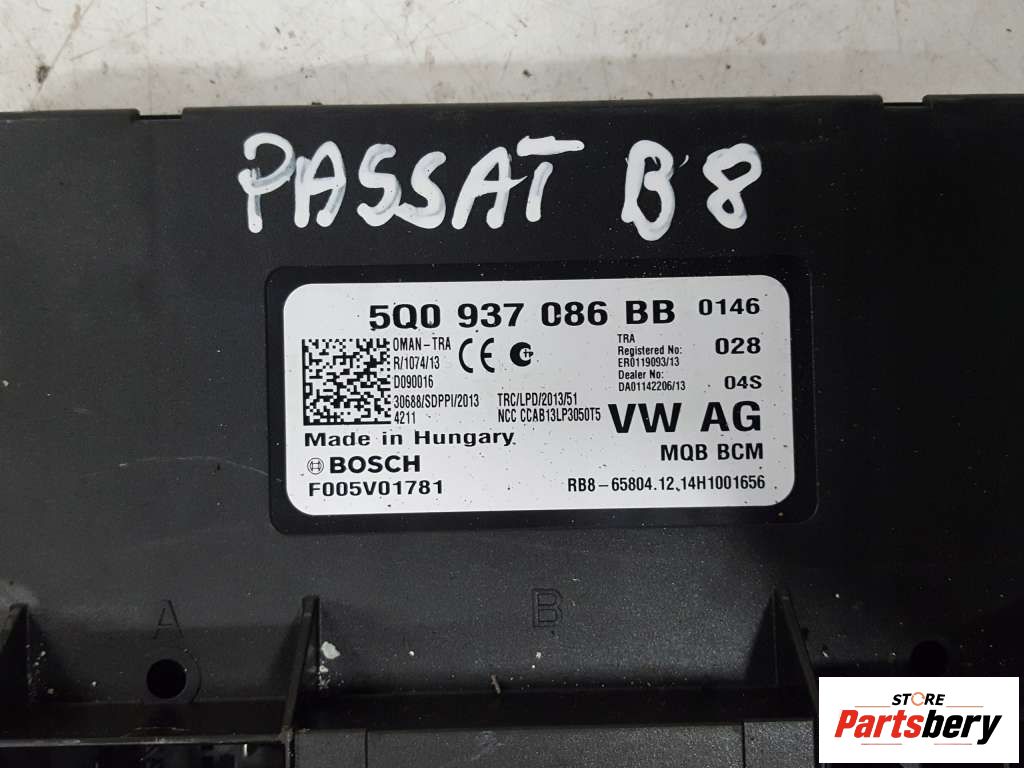 PASSAT B8
5Q0 937 086 BB 0146
OMAN-TRA
R/1074/13
D090016
30688/SDPPI/2013
4211
CE
TRC/LPD/2013/51
NCC CCAB13LP3050T5
TRA
Registered No:
ER0119093/13
Dealer No:
DA01142206/13
028
04S
VW AG
MQB BCM
Made in Hungary
BOSCH
F005V01781
RB8-65804.12.14H1001656
A
B
STORE
Partsbery